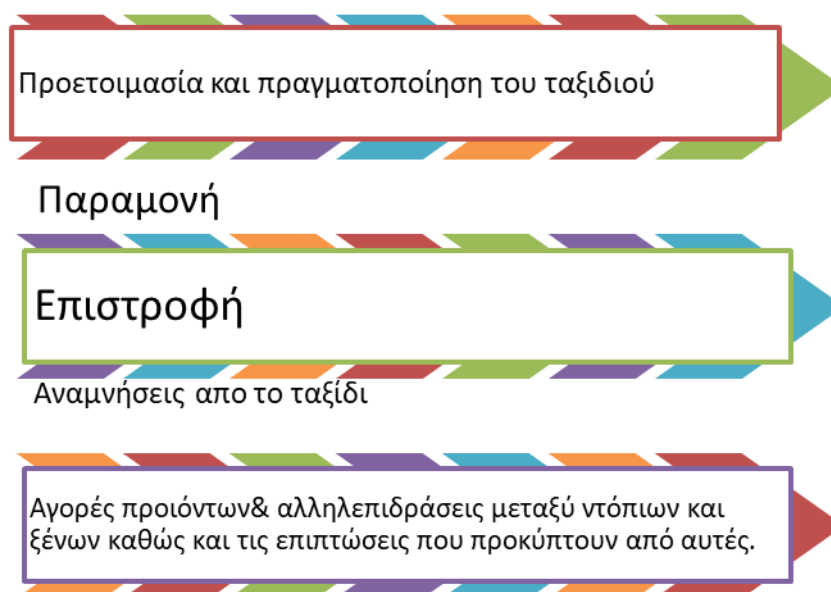 Προετοιμασία και πραγματοποίηση του ταξιδιού
Παραμονή
Επιστροφή
Αναμνήσεις απο το ταξίδι
Αγορές προιόντων& αλληλεπιδράσεις μεταξύ ντόπιων και
ξένων καθώς και τις επιπτώσεις που προκύπτουν από αυτές.